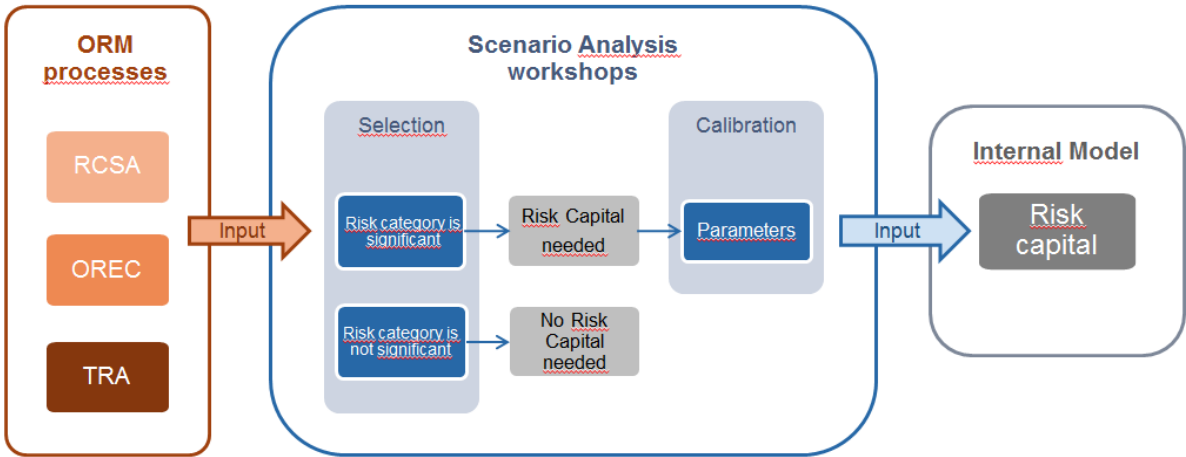 ORM
processes
RCSA
OREC
TRA
Input
Scenario Analysis
workshops
Selection
Risk category is
significant
Risk Capital
needed
Risk category is
not significant
No Risk
Capital
needed
Calibration
Parameters
Input
Internal Model
Risk
capital